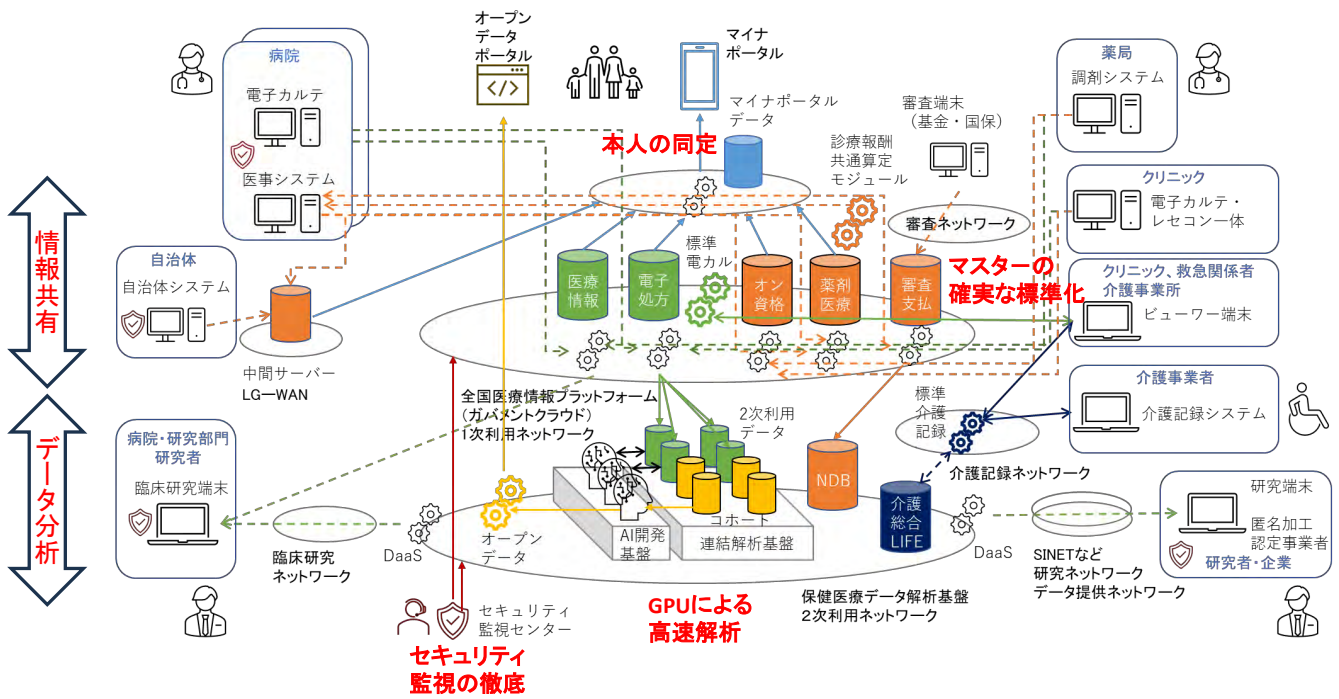 病院
電子カルテ
医事システム
オープン
データ
ポータル
マイナ
ポータル
マイナポータル
データ
本人の同定
診療報酬
共通算定
モジュール
審査端末
(基金・国保)
審査ネットワーク
薬局
調剤システム
クリニック
電子カルテ・
レセコン一体
クリニック、救急関係者
介護事業所
ビューワー端末
マスターの
確実な標準化
情報共有
自治体
自治体システム
中間サーバー
LGーWAN
医療
情報
電子
処方
標準
電カル
オン
資格
薬剤
医療
審査
支払
全国医療情報プラットフォーム
(ガバメントクラウド)
1次利用ネットワーク
2次利用
データ
標準
介護
記録
介護事業者
介護記録システム
介護記録ネットワーク
データ分析
病院・研究部門
研究者
臨床研究端末
臨床研究
ネットワーク
DaaS
オープン
データ
AI開発
基盤
コホート
連結解析基盤
NDB
介護
総合
LIFE
DaaS
SINETなど
研究ネットワーク
データ提供ネットワーク
研究端末
匿名加工
認定事業者
研究者・企業
保健医療データ解析基盤
2次利用ネットワーク
GPUによる
高速解析
セキュリティ
監視センター
セキュリティ
監視の徹底